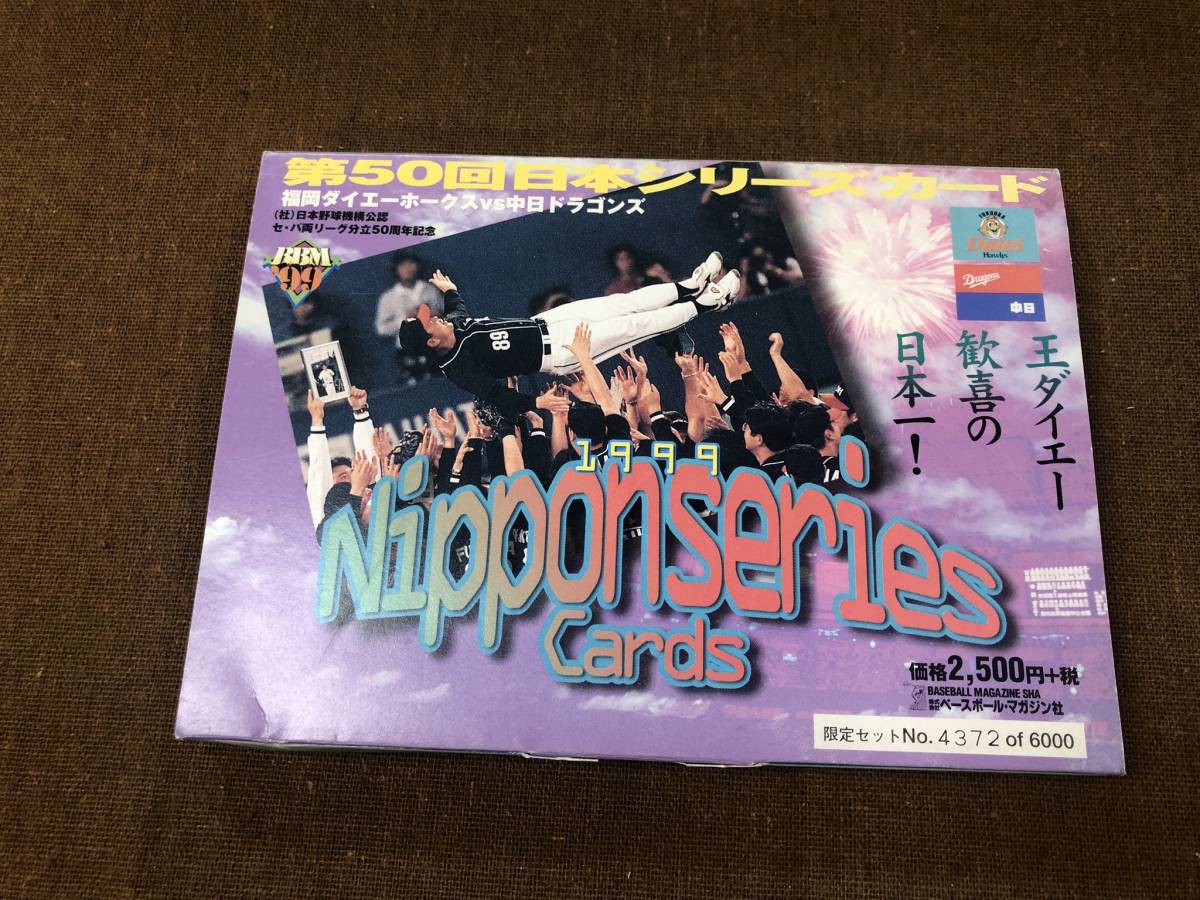 第50回日本シリーズカード
福岡ダイエーホークスvs中日ドラゴンズ
(社)日本野球機構公認
セ・パ両リーグ分立50周年記念
BBM
'99
FUKUOKA
Daiei
Hawks
Dragons
中日
王ダイエー
歓喜の
日本一!
68
1999
Nipponseries
Cards
価格2,500円+税
BASEBALL MAGAZINE SHA
株式会社ベースボール・マガジン社
限定セットNo.4372 of 6000